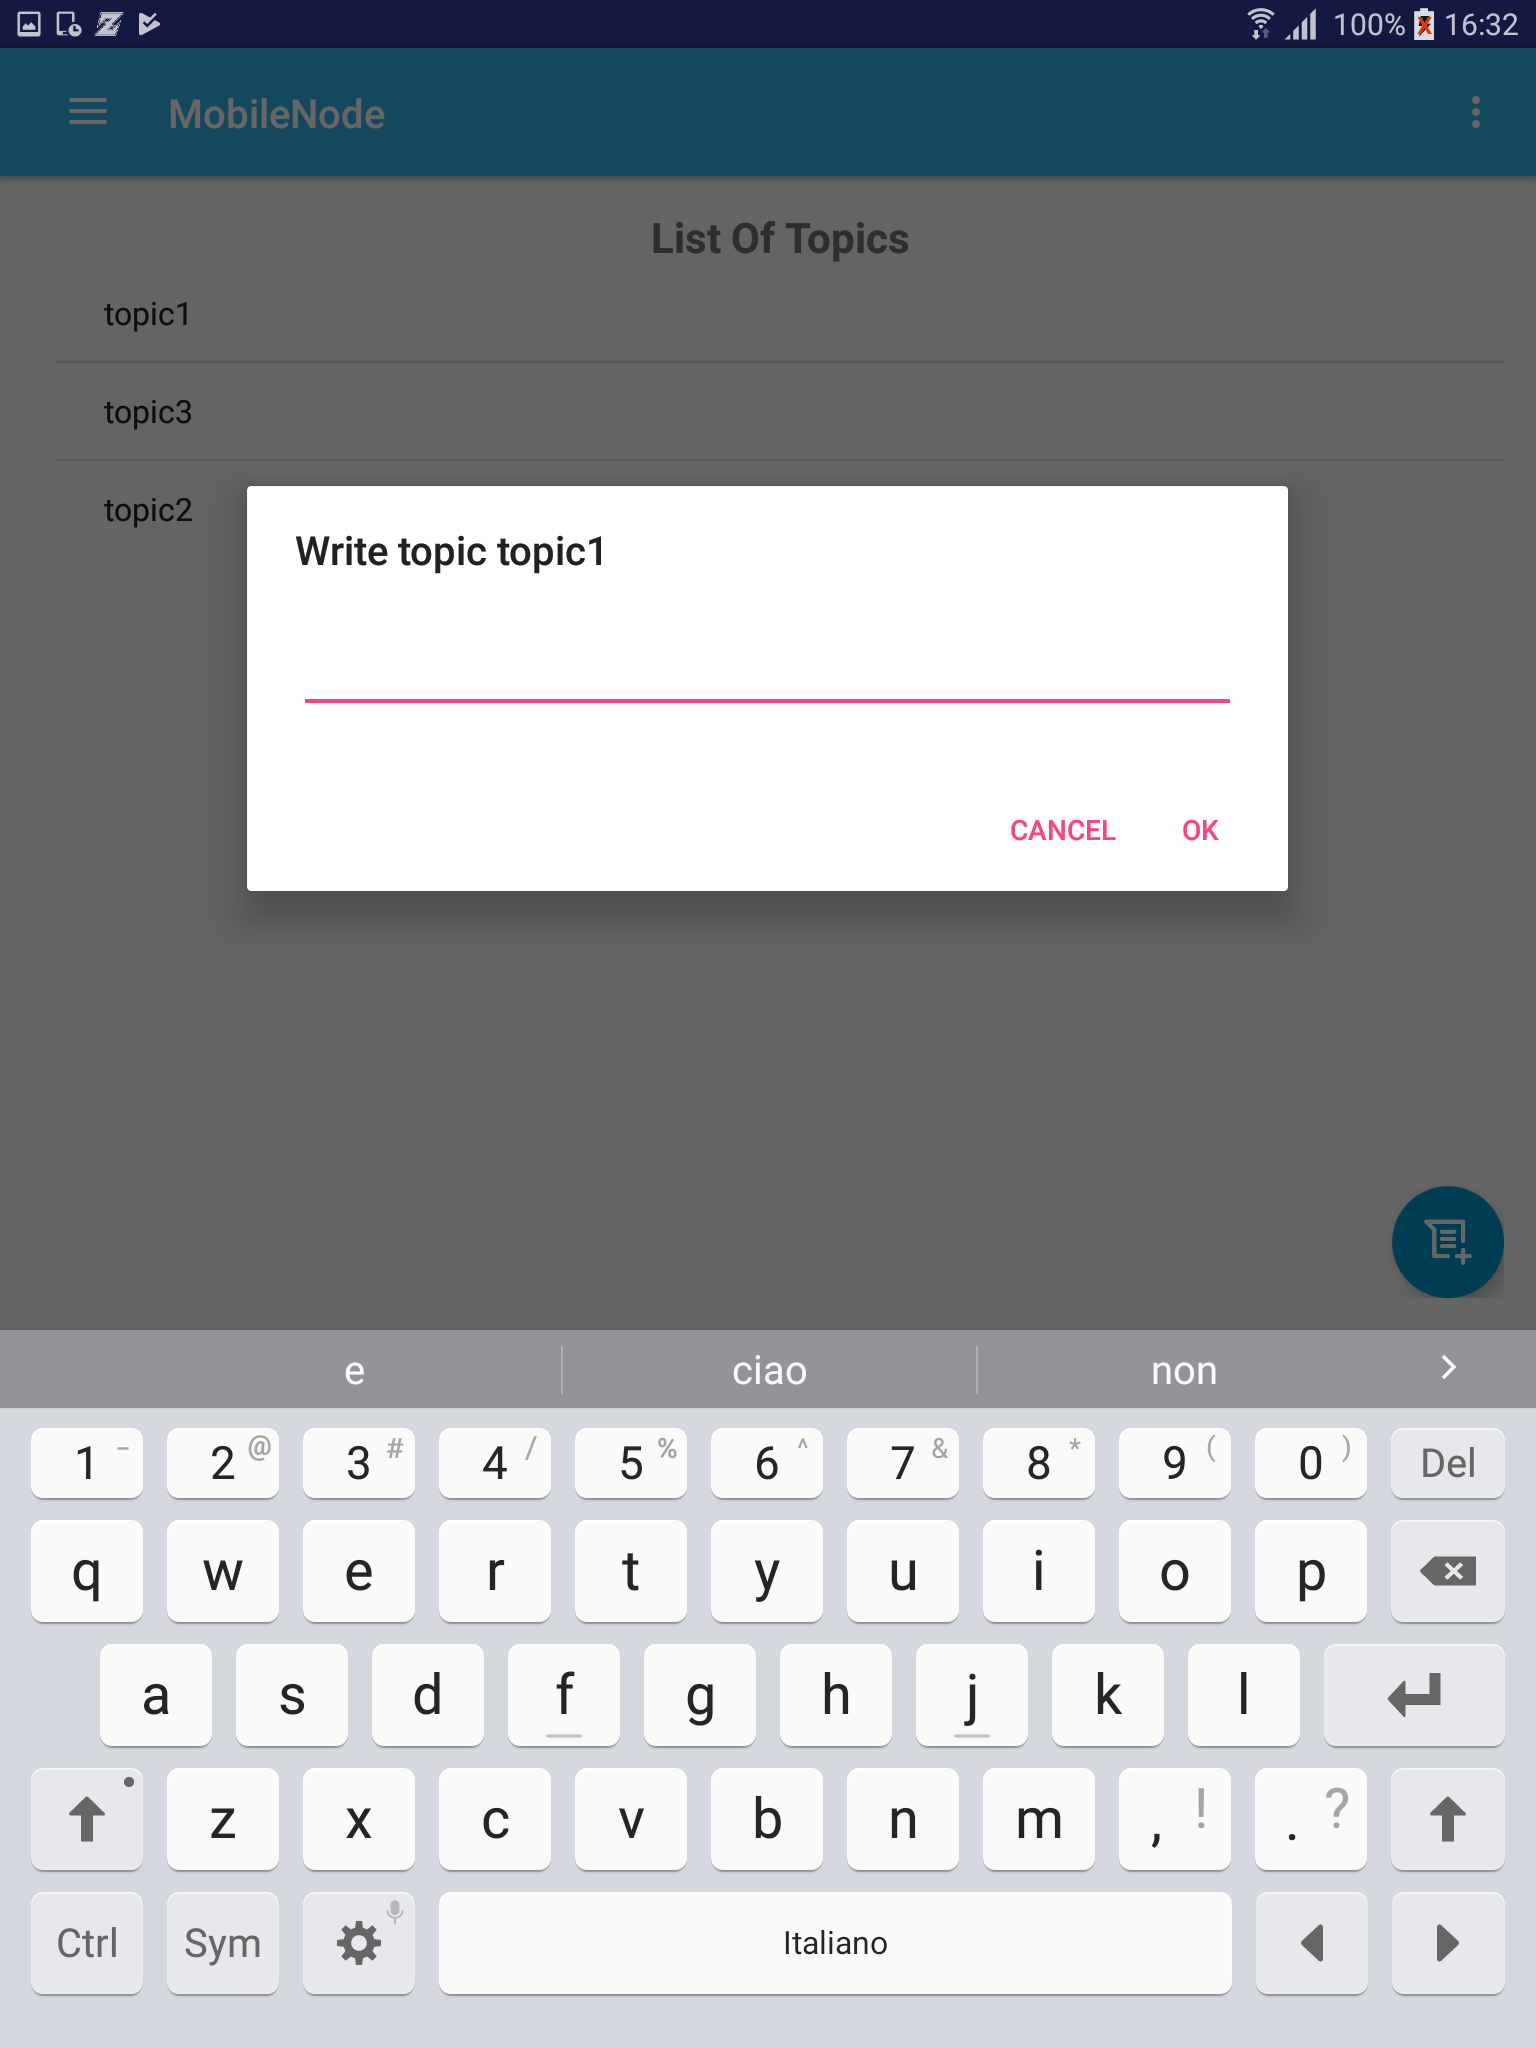 100% 16:32
MobileNode
List Of Topics
topic1
topic3
topic2
Write topic topic1
CANCEL OK
e ciao non
1 - 2 @ 3 # 4 / 5 % 6 ^ 7 & 8 * 9 ( 0 ) Del
q w e r t y u i o p
a s d f g h j k l
z x c v b n m , ! . ?
Ctrl Sym Italiano